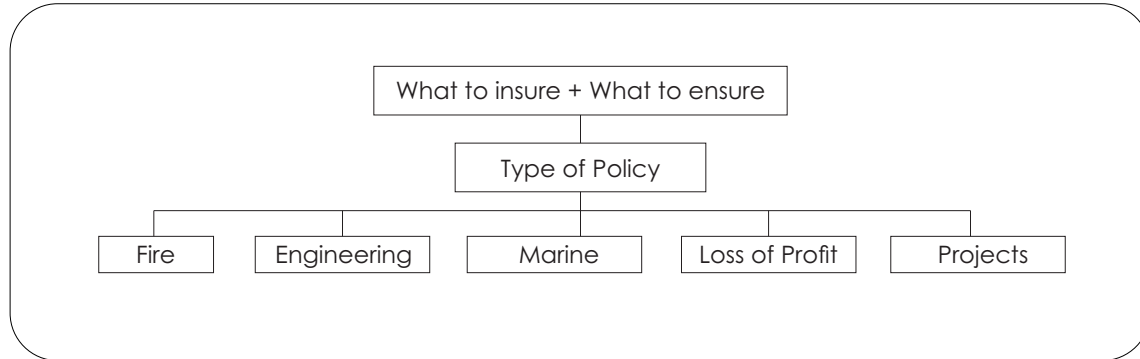 What to insure + What to ensure
Type of Policy
Fire
Engineering
Marine
Loss of Profit
Projects